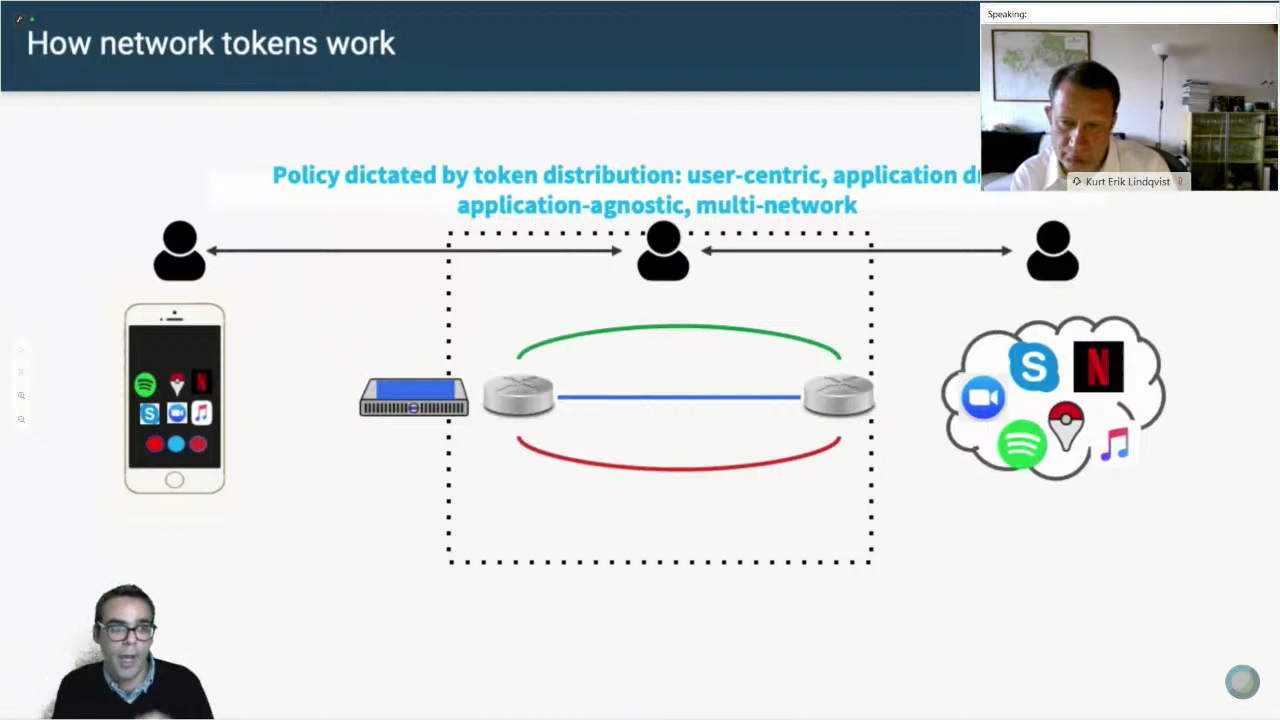 How network tokens work
Speaking:
Kurt Erik Lindqvist
Policy dictated by token distribution: user-centric, application
application-agnostic, multi-network